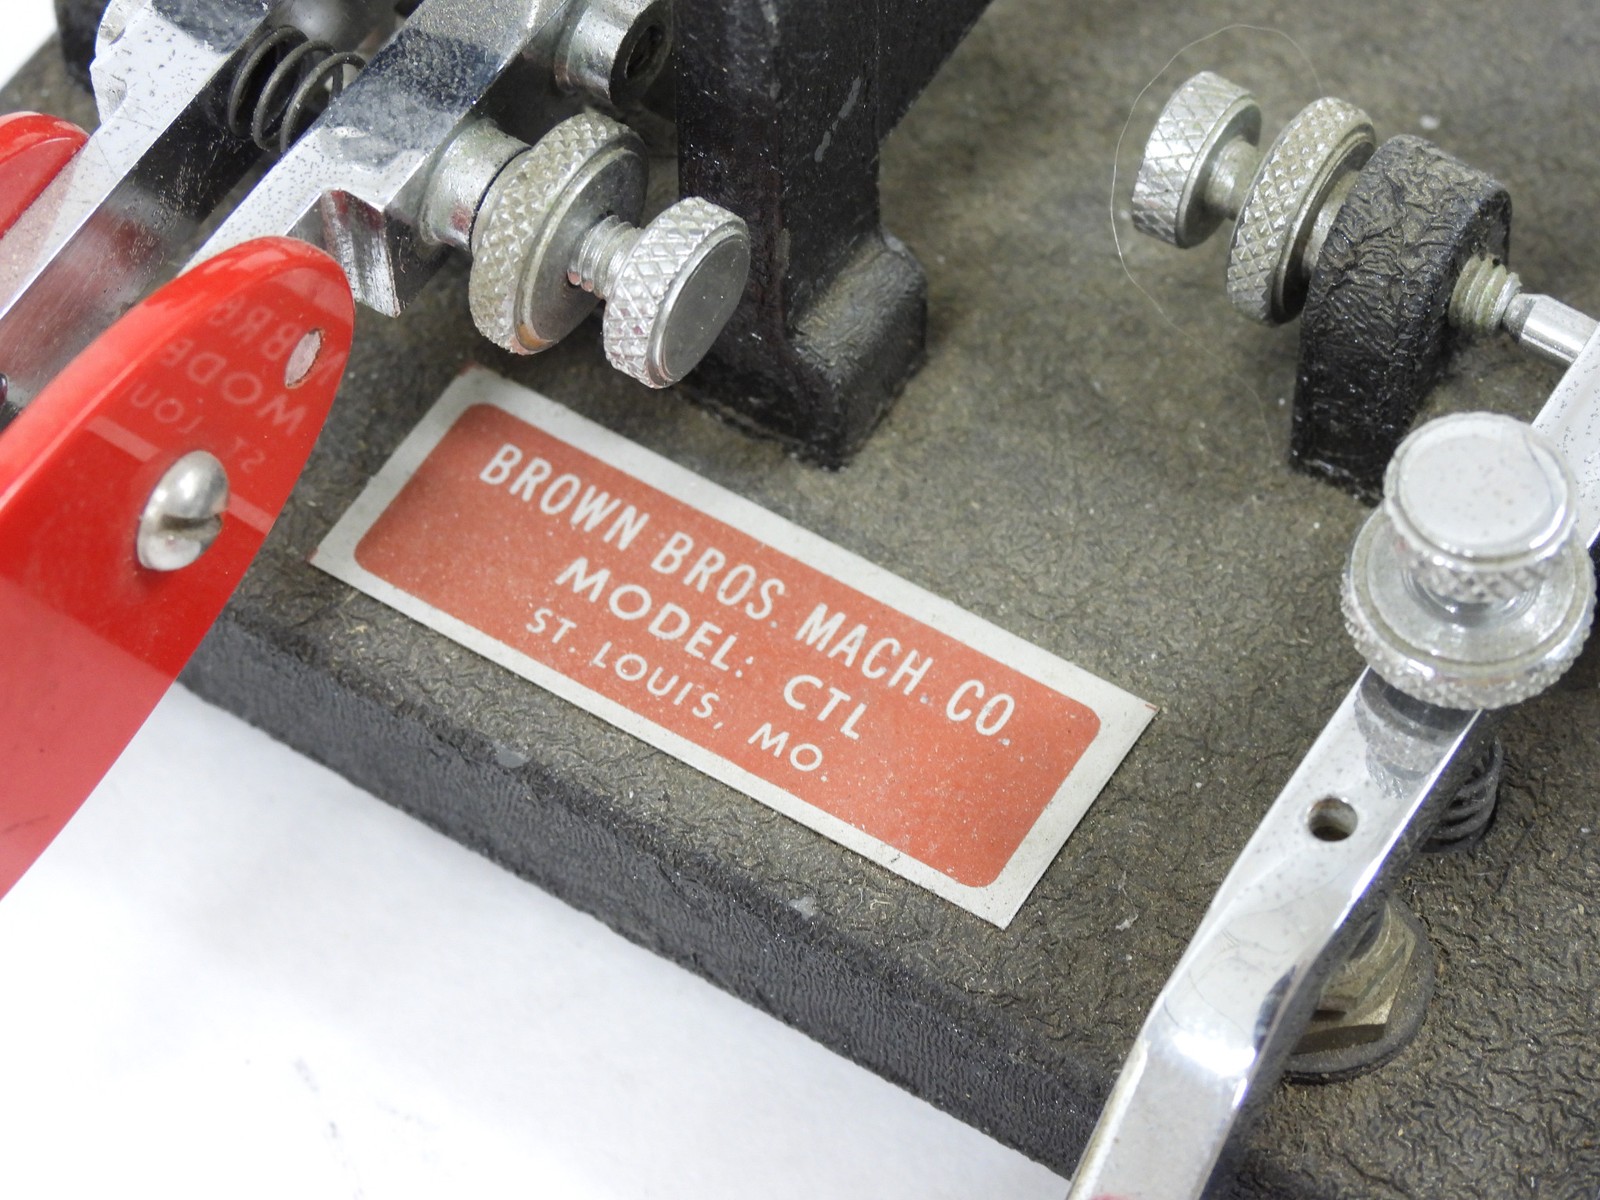 BROWN BROS. MACH. CO.
MODEL: CTL
ST. LOUIS, MO.